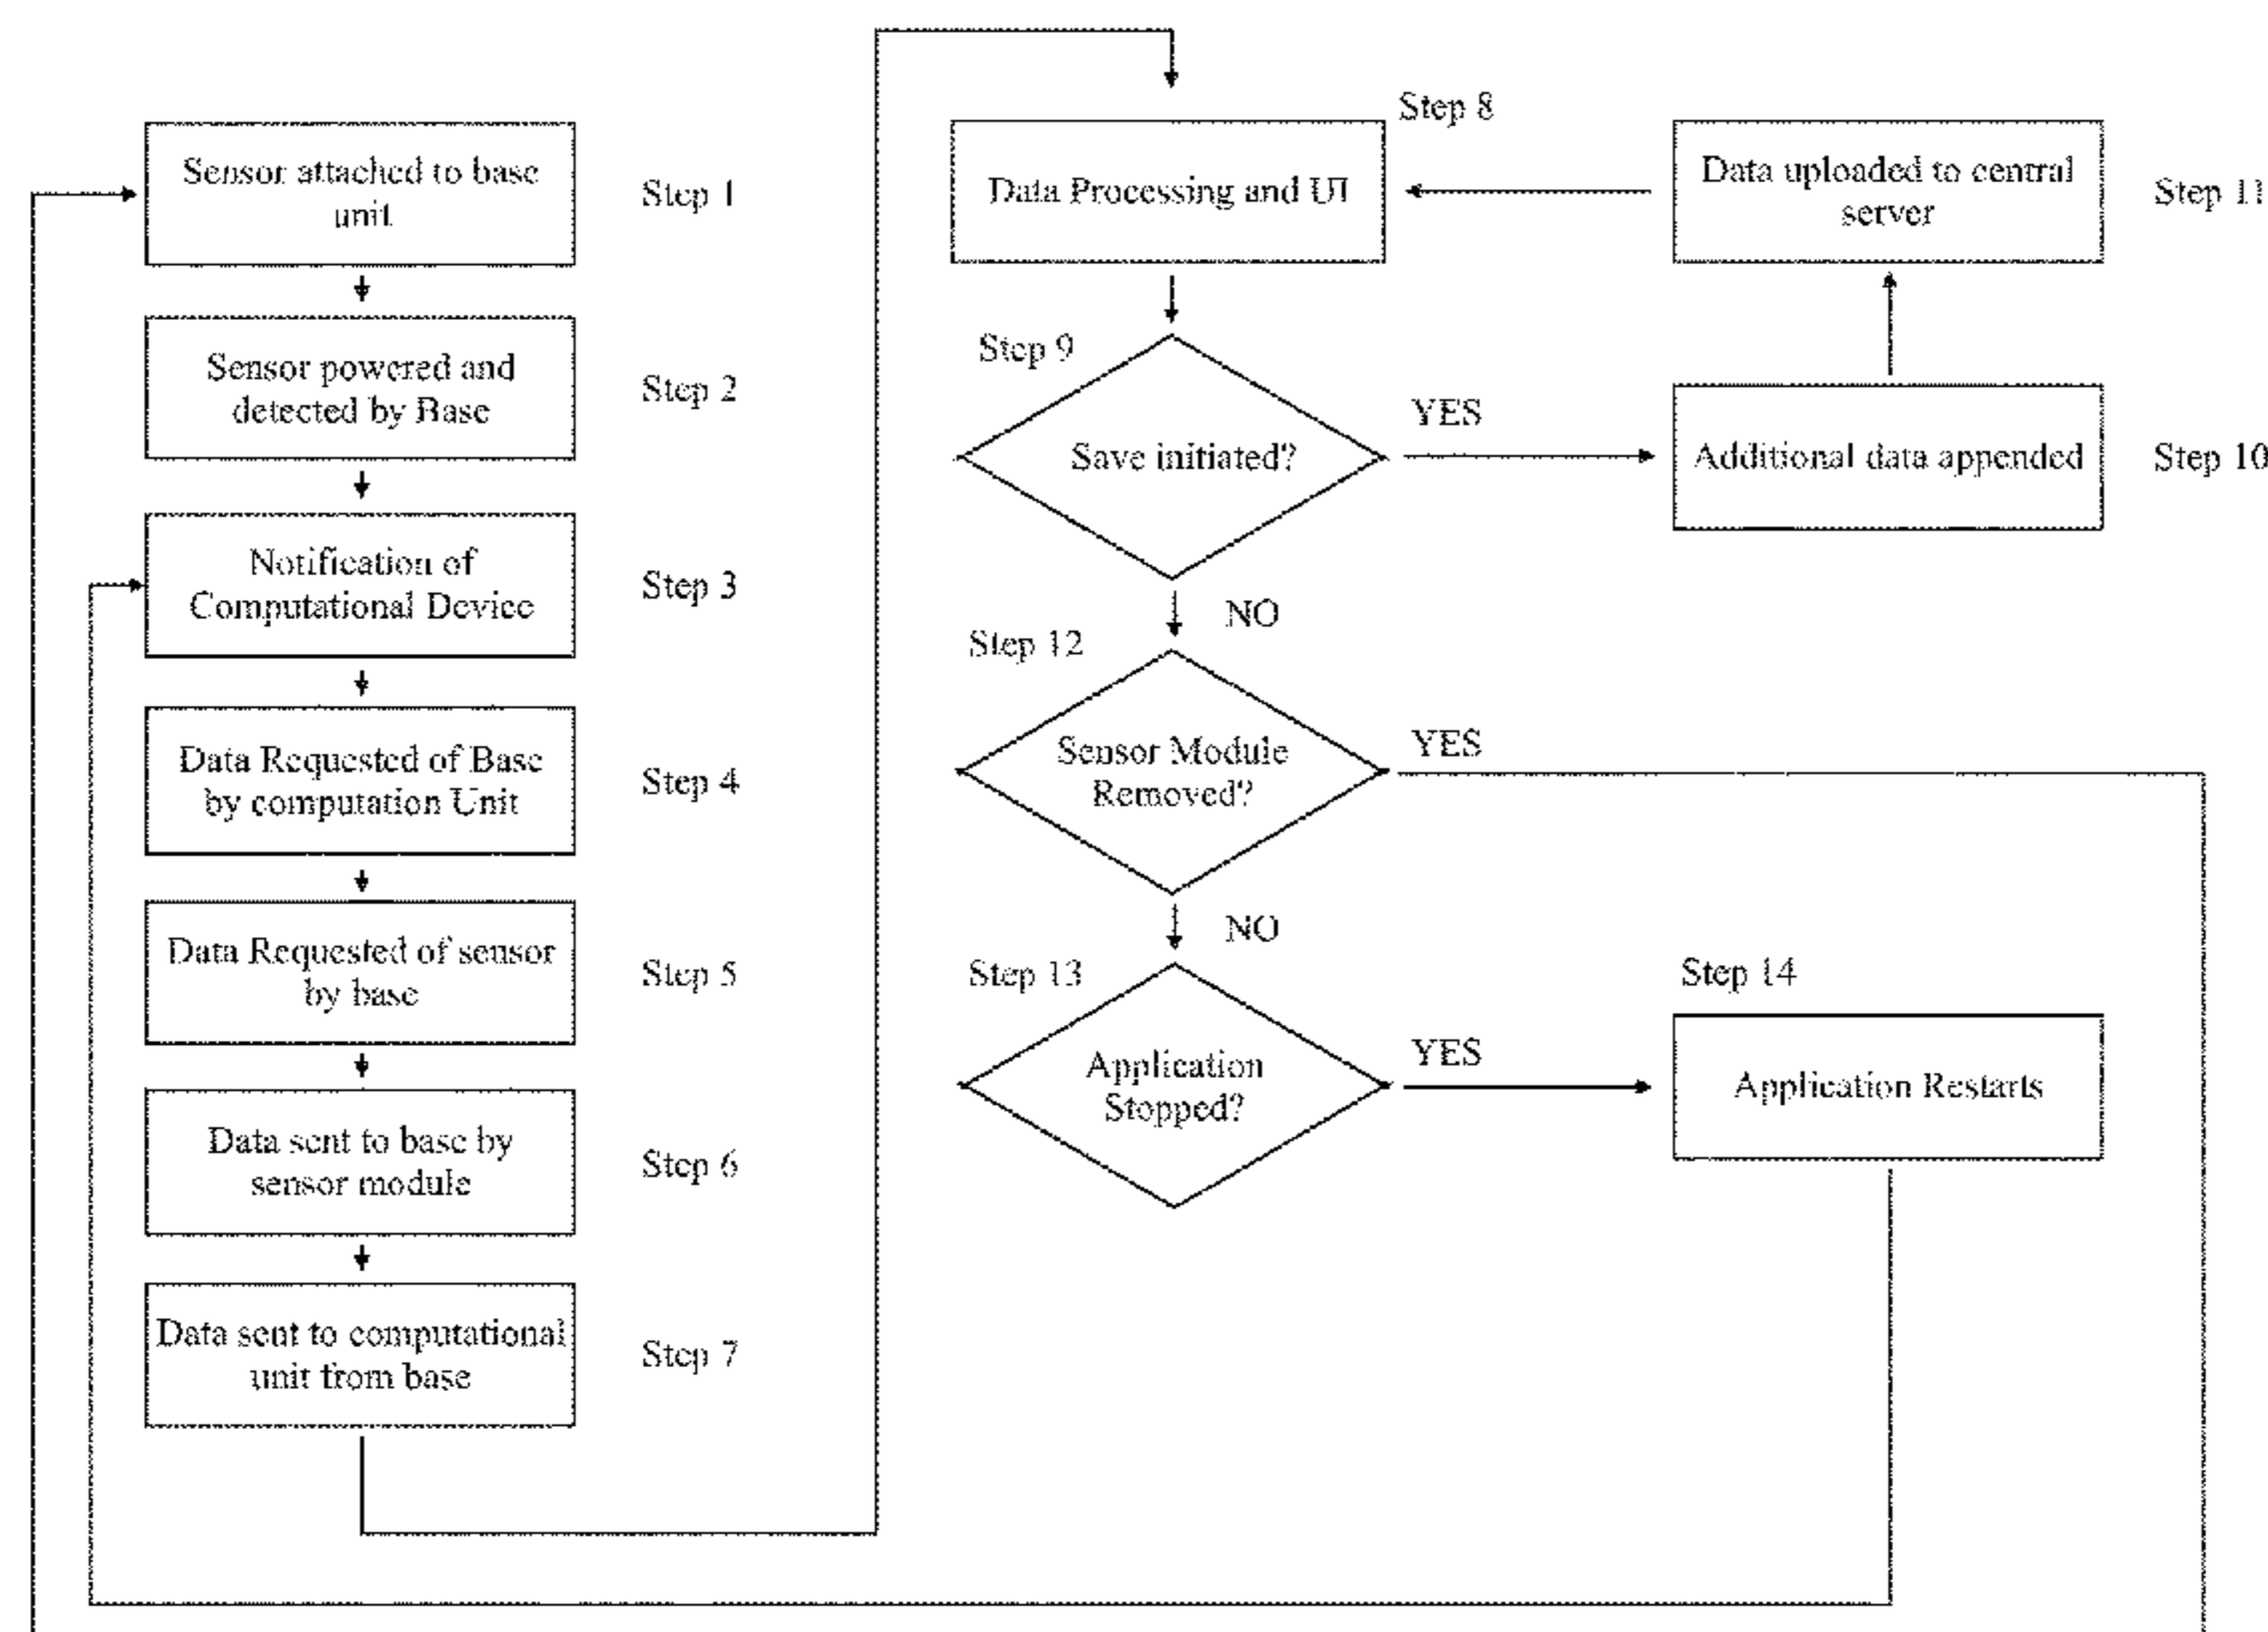 Sensor attached to base
unit
Step 1
Sensor powered and
detected by Base
Step 2
Notification of
Computational Device
Step 3
Data Requested of Base
by computation Unit
Step 4
Data Requested of sensor
by base
Step 5
Data sent to base by
sensor module
Step 6
Data sent to computational
unit from base
Step 7
Step 8
Data Processing and UI
Step 9
Save initiated?
YES
NO
Additional data appended
Step 10
Data uploaded to central
server
Step 11
Step 12
Sensor Module
Removed?
YES
NO
Step 13
Application
Stopped?
YES
Step 14
Application Restarts